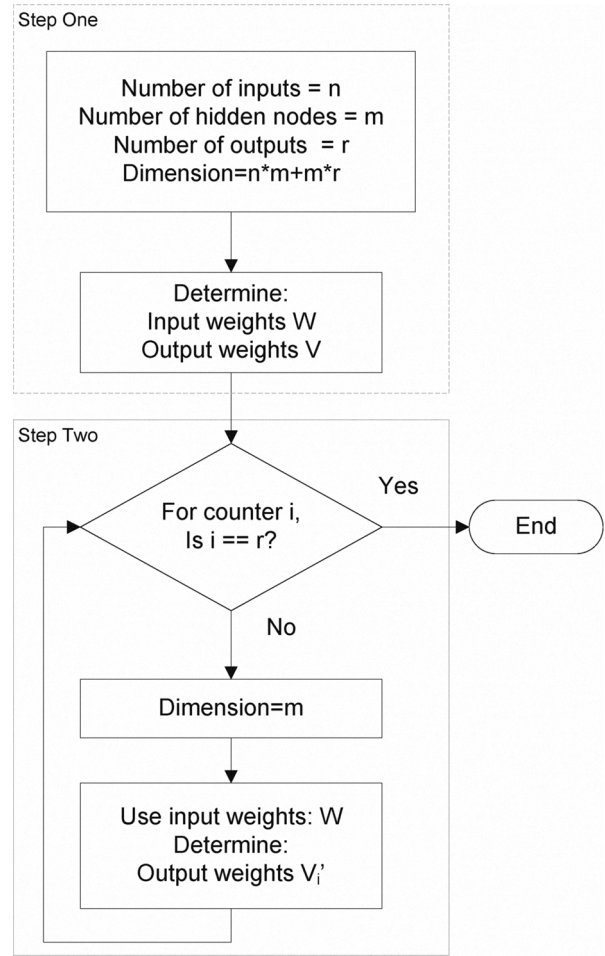 Step One
Number of inputs = n
Number of hidden nodes = m
Number of outputs = r
Dimension=n*m+m*r
Determine:
Input weights W
Output weights V
Step Two
For counter i,
Is i == r?
Yes
End
No
Dimension=m
Use input weights: W
Determine:
Output weights Vᵢ’